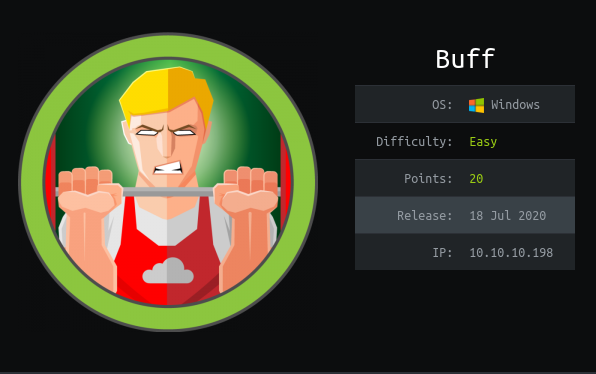 Buff
OS: Windows
Difficulty: Easy
Points: 20
Release: 18 Jul 2020
IP: 10.10.10.198